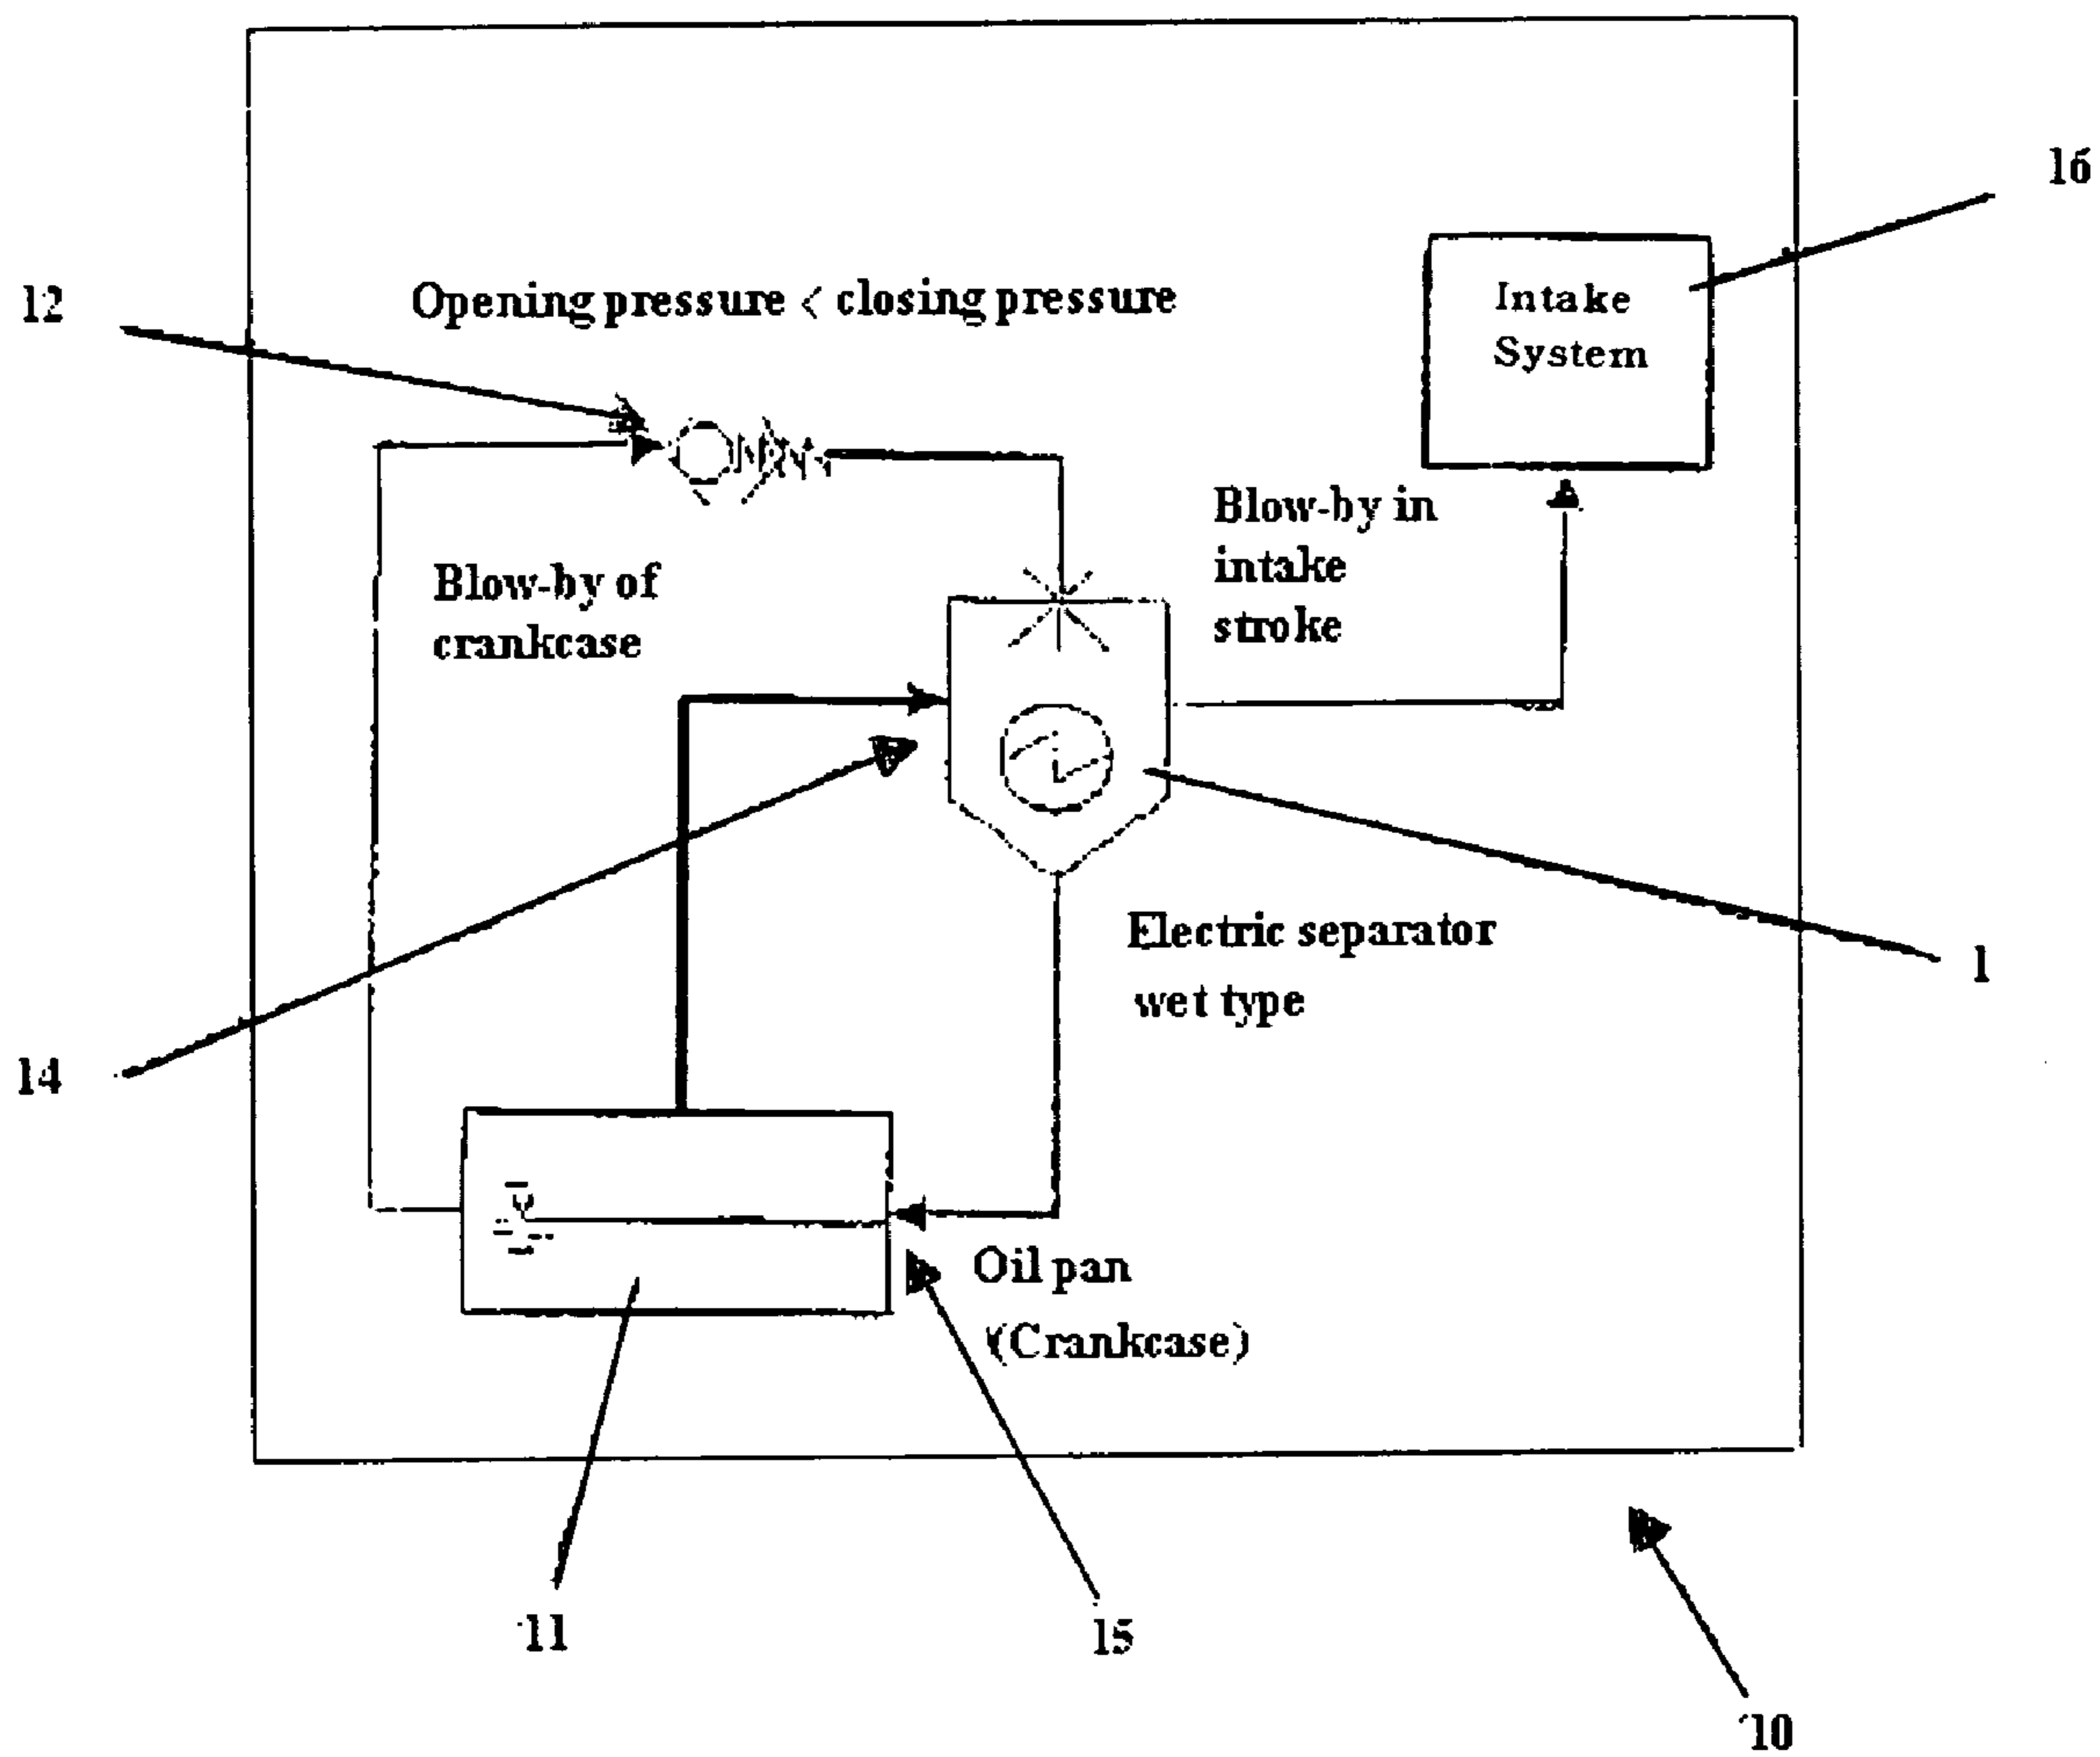 16
12
Opening pressure < closing pressure
Intake
System
Blow-by in
intake
stroke
Blow-by of
crankcase
Electric separator
wet type
1
14
Oil pan
(Crankcase)
11
15
10